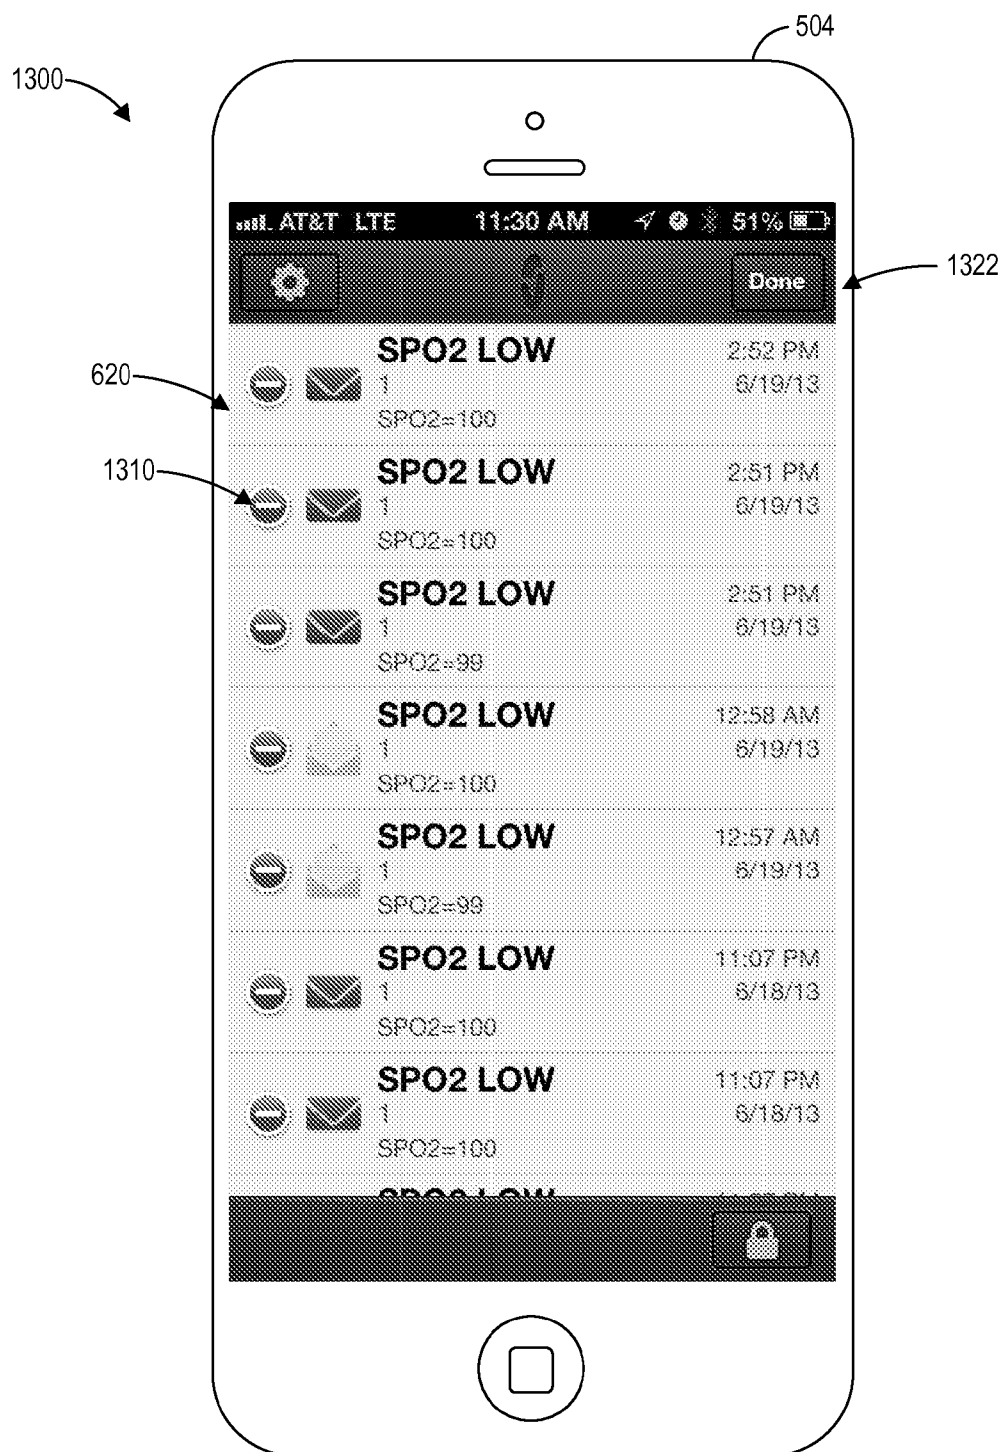 504
1300
AT&T LTE 11:30 AM 51%
Done
1322
SPO2 LOW 2:52 PM
620
1 6/19/13
SPO2=100
SPO2 LOW 2:51 PM
1310
1 6/19/13
SPO2=100
SPO2 LOW 2:51 PM
1 6/19/13
SPO2=99
SPO2 LOW 12:58 AM
1 6/19/13
SPO2=100
SPO2 LOW 12:57 AM
1 6/19/13
SPO2=99
SPO2 LOW 11:07 PM
1 6/18/13
SPO2=100
SPO2 LOW 11:07 PM
1 6/18/13
SPO2=100
SPO2 LOW